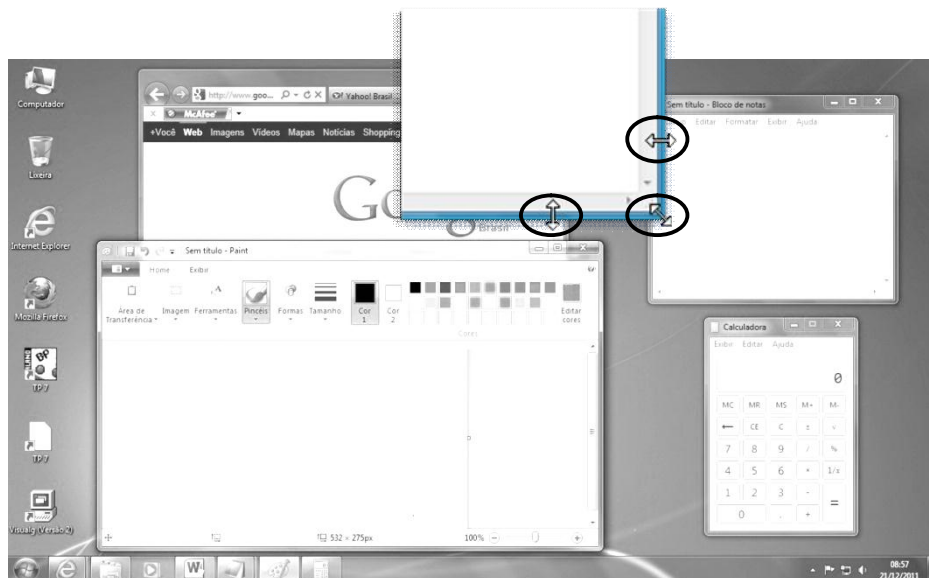 Computador
Lixeira
Internet Explorer
Mozilla Firefox
TP 7
TP 7
Visualg (Versão 2)
http://www.goo...
Yahoo! Brasil
McAfee
+Você Web Imagens Vídeos Mapas Notícias Shopping
Go
Brasil
Sem título - Bloco de notas
Editar Formatar Exibir Ajuda
Sem título - Paint
Home Exibir
Área de Transferência
Imagem
Ferramentas
Pincéis
Formas
Tamanho
Cor 1
Cor 2
Editar cores
Cores
532 × 275px
100%
Calculadora
Exibir Editar Ajuda
0
MC MR MS M+ M-
← CE C ± √
7 8 9 / %
4 5 6 * 1/x
1 2 3 - =
0 , +
W
08:57
21/12/2011